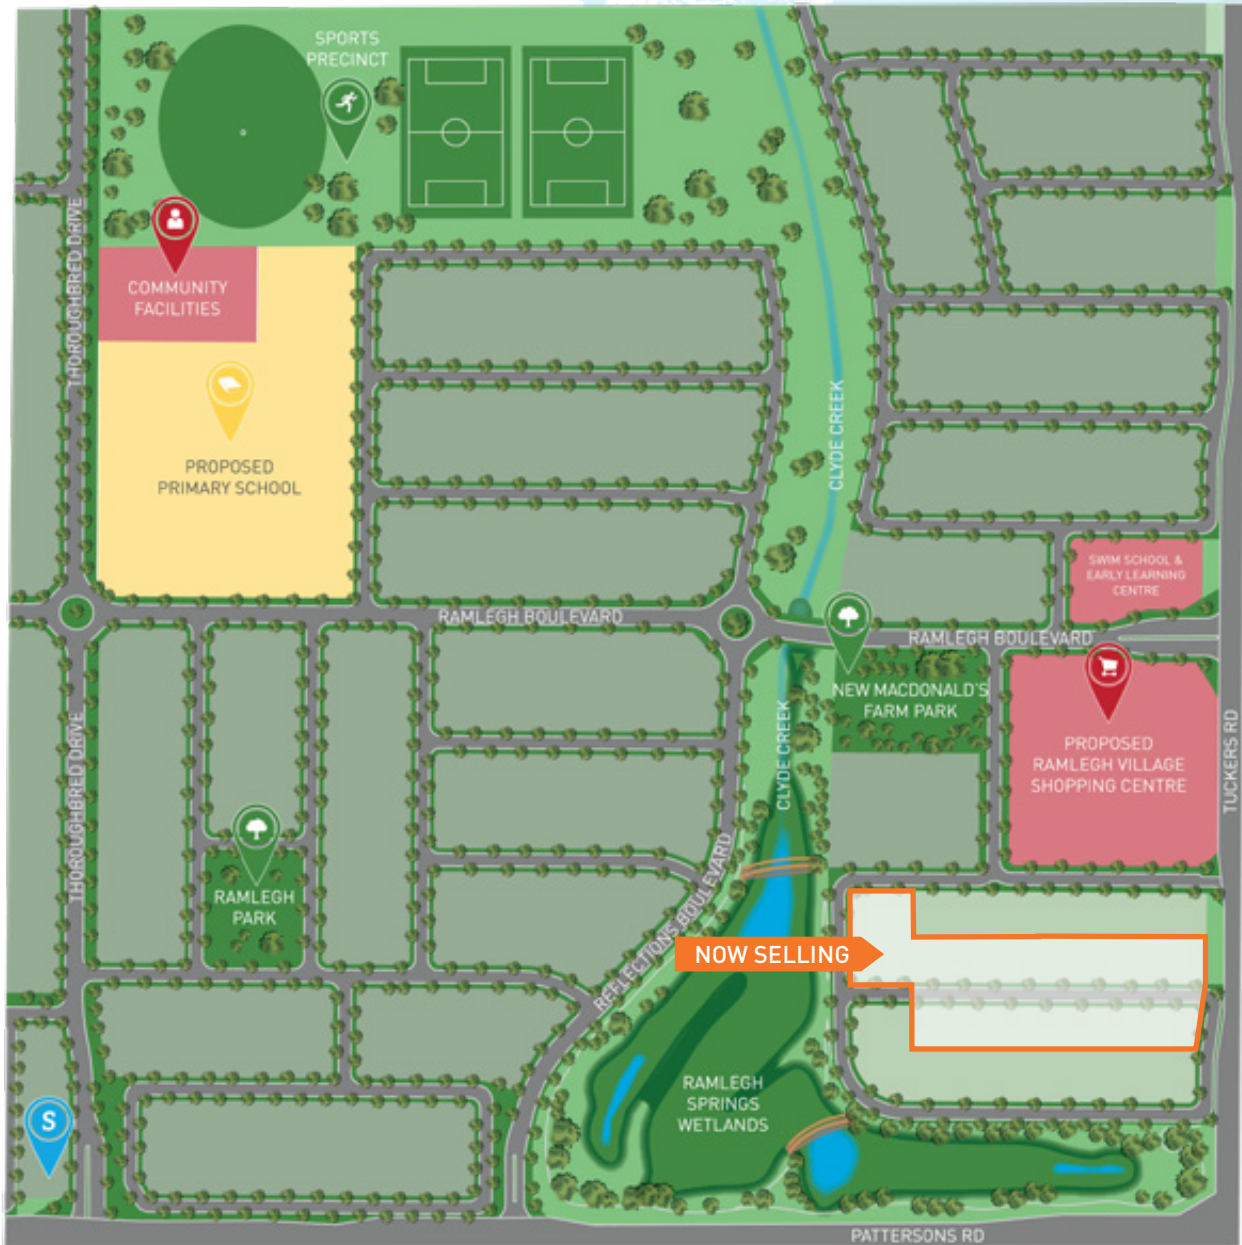 SPORTS
PRECINCT
THOROUGHBRED DRIVE
COMMUNITY
FACILITIES
PROPOSED
PRIMARY SCHOOL
CLYDE CREEK
SWIM SCHOOL &
EARLY LEARNING
CENTRE
RAMLEGH BOULEVARD
RAMLEGH BOULEVARD
NEW MACDONALD'S
FARM PARK
PROPOSED
RAMLEGH VILLAGE
SHOPPING CENTRE
TUCKERS RD
THOROUGHBRED DRIVE
CLYDE CREEK
RAMLEGH
PARK
REFLECTIONS BOULEVARD
NOW SELLING
RAMLEGH
SPRINGS
WETLANDS
S
PATTERSONS RD